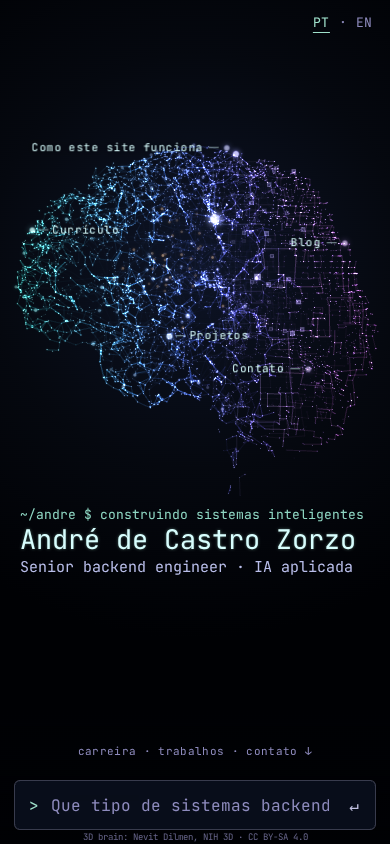 PT · EN
Como este site funciona
Currículo
Blog
Projetos
Contato
~/andre $ construindo sistemas inteligentes
André de Castro Zorzo
Senior backend engineer · IA aplicada
carreira · trabalhos · contato ↓
> Que tipo de sistemas backend ↵
3D brain: Nevit Dilmen, NIH 3D · CC BY-SA 4.0